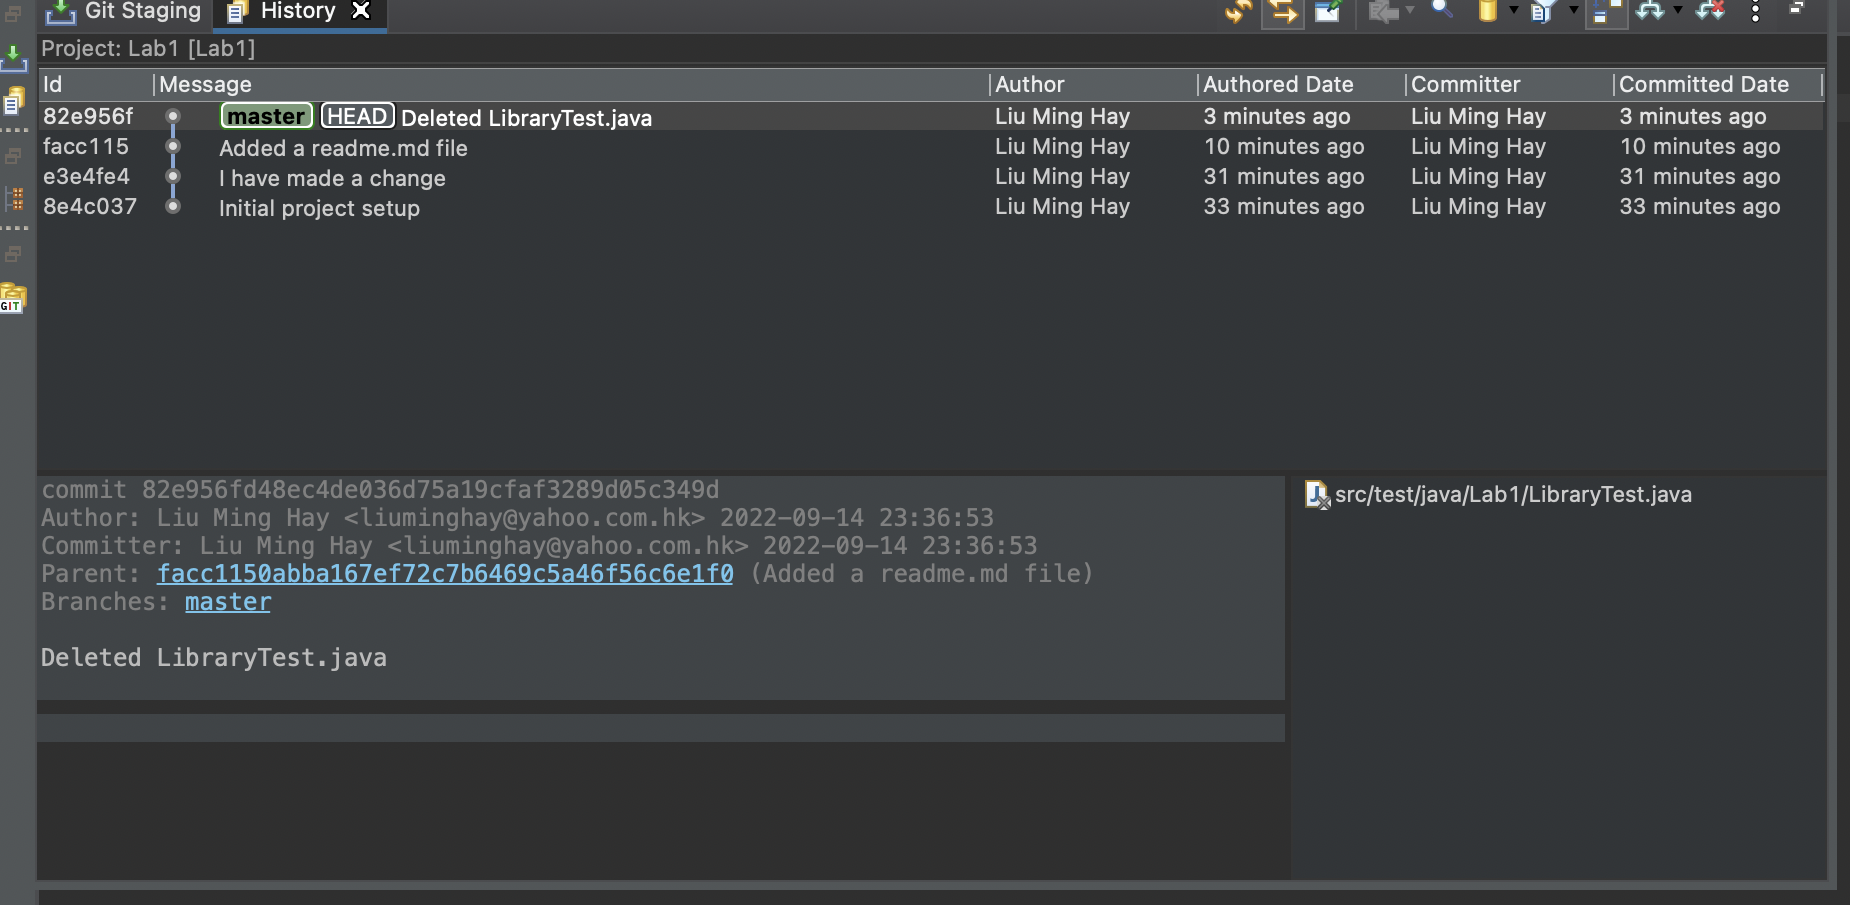 Git Staging History
Project: Lab1 [Lab1]
Id Message Author Authored Date Committer Committed Date
82e956f master HEAD Deleted LibraryTest.java Liu Ming Hay 3 minutes ago Liu Ming Hay 3 minutes ago
facc115 Added a readme.md file Liu Ming Hay 10 minutes ago Liu Ming Hay 10 minutes ago
e3e4fe4 I have made a change Liu Ming Hay 31 minutes ago Liu Ming Hay 31 minutes ago
8e4c037 Initial project setup Liu Ming Hay 33 minutes ago Liu Ming Hay 33 minutes ago
GIT
commit 82e956fd48ec4de036d75a19cfaf3289d05c349d
Author: Liu Ming Hay <liuminghay@yahoo.com.hk> 2022-09-14 23:36:53
Committer: Liu Ming Hay <liuminghay@yahoo.com.hk> 2022-09-14 23:36:53
Parent: facc1150abba167ef72c7b6469c5a46f56c6e1f0 (Added a readme.md file)
Branches: master
Deleted LibraryTest.java
src/test/java/Lab1/LibraryTest.java